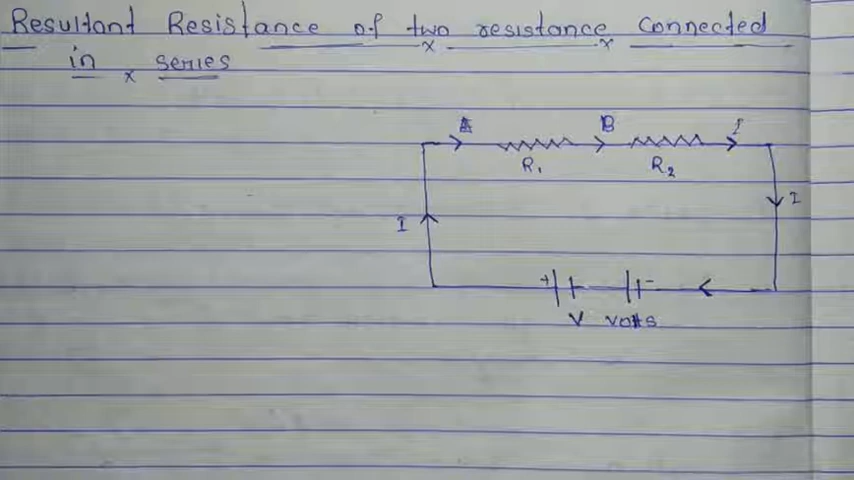 Resultant Resistance of two resistance connected
in series
A B I
R1 R2
I I
+ -
V volts